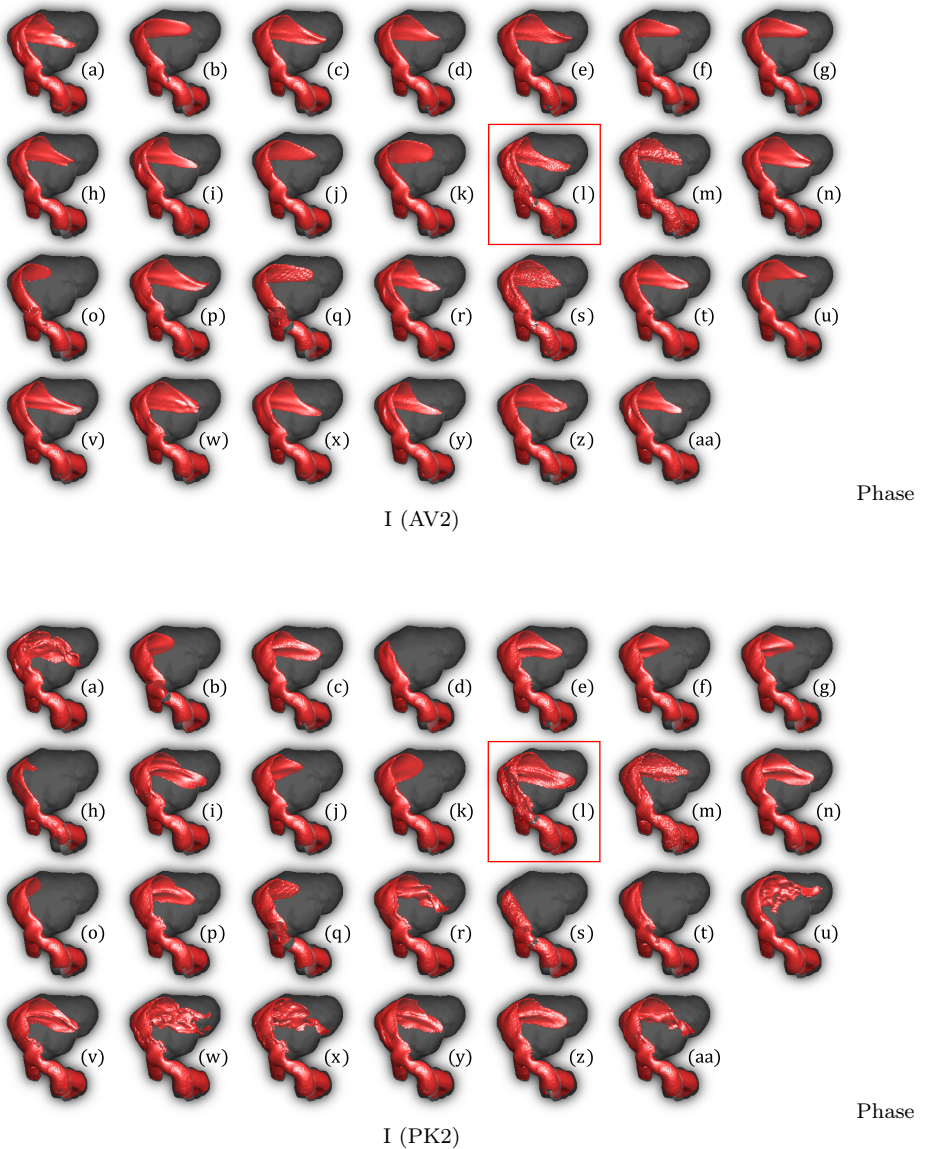 (a) (b) (c) (d) (e) (f) (g)
(h) (i) (j) (k) (l) (m) (n)
(o) (p) (q) (r) (s) (t) (u)
(v) (w) (x) (y) (z) (aa)
Phase
I (AV2)
(a) (b) (c) (d) (e) (f) (g)
(h) (i) (j) (k) (l) (m) (n)
(o) (p) (q) (r) (s) (t) (u)
(v) (w) (x) (y) (z) (aa)
Phase
I (PK2)